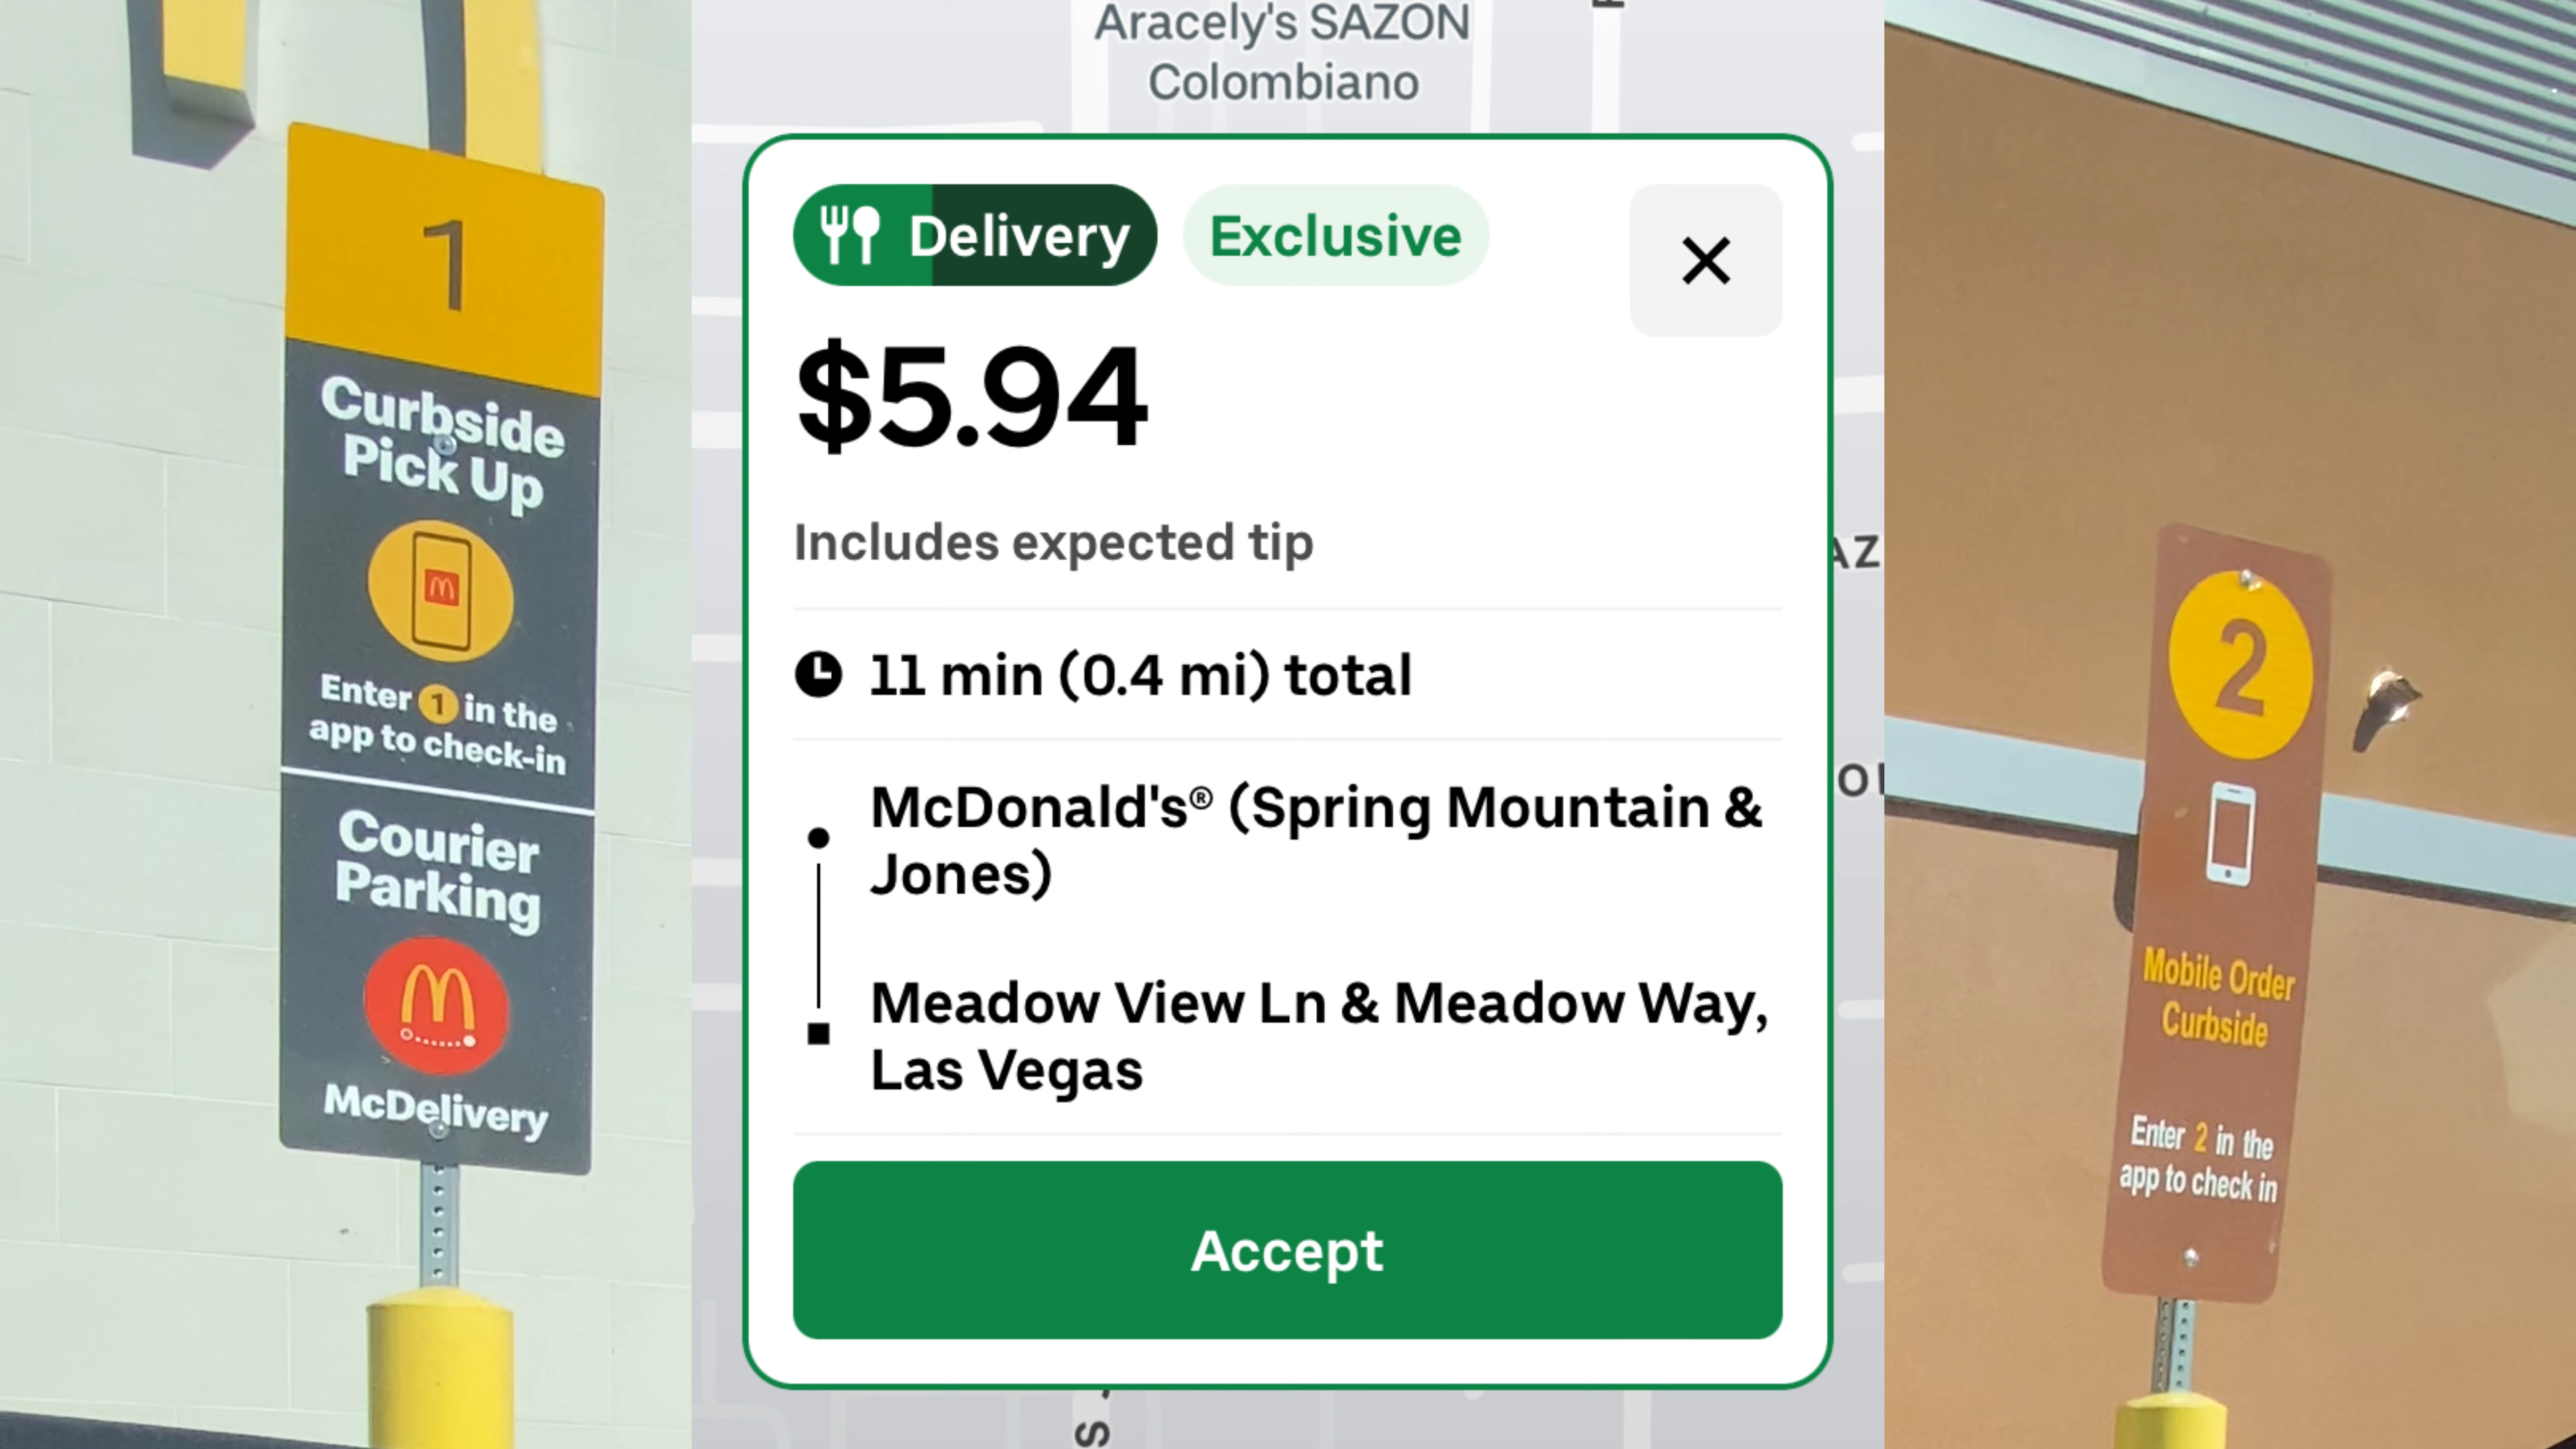 1
Curbside
Pick Up
Enter 1 in the
app to check-in
Courier
Parking
McDelivery
Aracely's SAZON
Colombiano
Delivery
Exclusive
$5.94
Includes expected tip
11 min (0.4 mi) total
McDonald's® (Spring Mountain &
Jones)
Meadow View Ln & Meadow Way,
Las Vegas
Accept
2
Mobile Order
Curbside
Enter 2 in the
app to check in